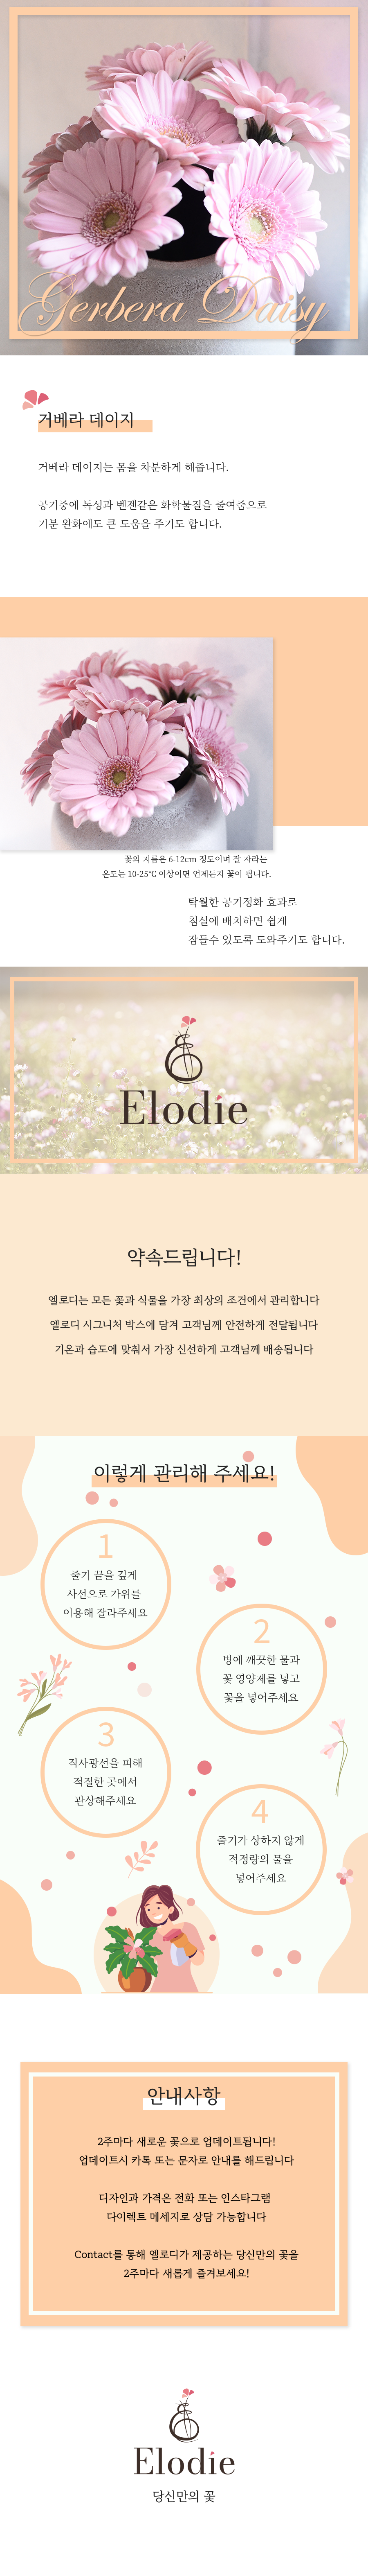 Gerbera Daisy
거베라 데이지
거베라 데이지는 몸을 차분하게 해줍니다.
공기중에 독성과 벤젠같은 화학물질을 줄여줌으로
기분 완화에도 큰 도움을 주기도 합니다.
꽃의 지름은 6-12cm 정도이며 잘 자라는
온도는 10-25℃ 이상이면 언제든지 꽃이 핍니다.
탁월한 공기정화 효과로
침실에 배치하면 쉽게
잠들수 있도록 도와주기도 합니다.
Elodie
약속드립니다!
엘로디는 모든 꽃과 식물을 가장 최상의 조건에서 관리합니다
엘로디 시그니처 박스에 담겨 고객님께 안전하게 전달됩니다
기온과 습도에 맞춰서 가장 신선하게 고객님께 배송됩니다
이렇게 관리해 주세요!
1
줄기 끝을 깊게
사선으로 가위를
이용해 잘라주세요
2
병에 깨끗한 물과
꽃 영양제를 넣고
꽃을 넣어주세요
3
직사광선을 피해
적절한 곳에서
관상해주세요
4
줄기가 상하지 않게
적정량의 물을
넣어주세요
안내사항
2주마다 새로운 꽃으로 업데이트됩니다!
업데이트시 카톡 또는 문자로 안내를 해드립니다
디자인과 가격은 전화 또는 인스타그램
다이렉트 메세지로 상담 가능합니다
Contact를 통해 엘로디가 제공하는 당신만의 꽃을
2주마다 새롭게 즐겨보세요!
Elodie
당신만의 꽃